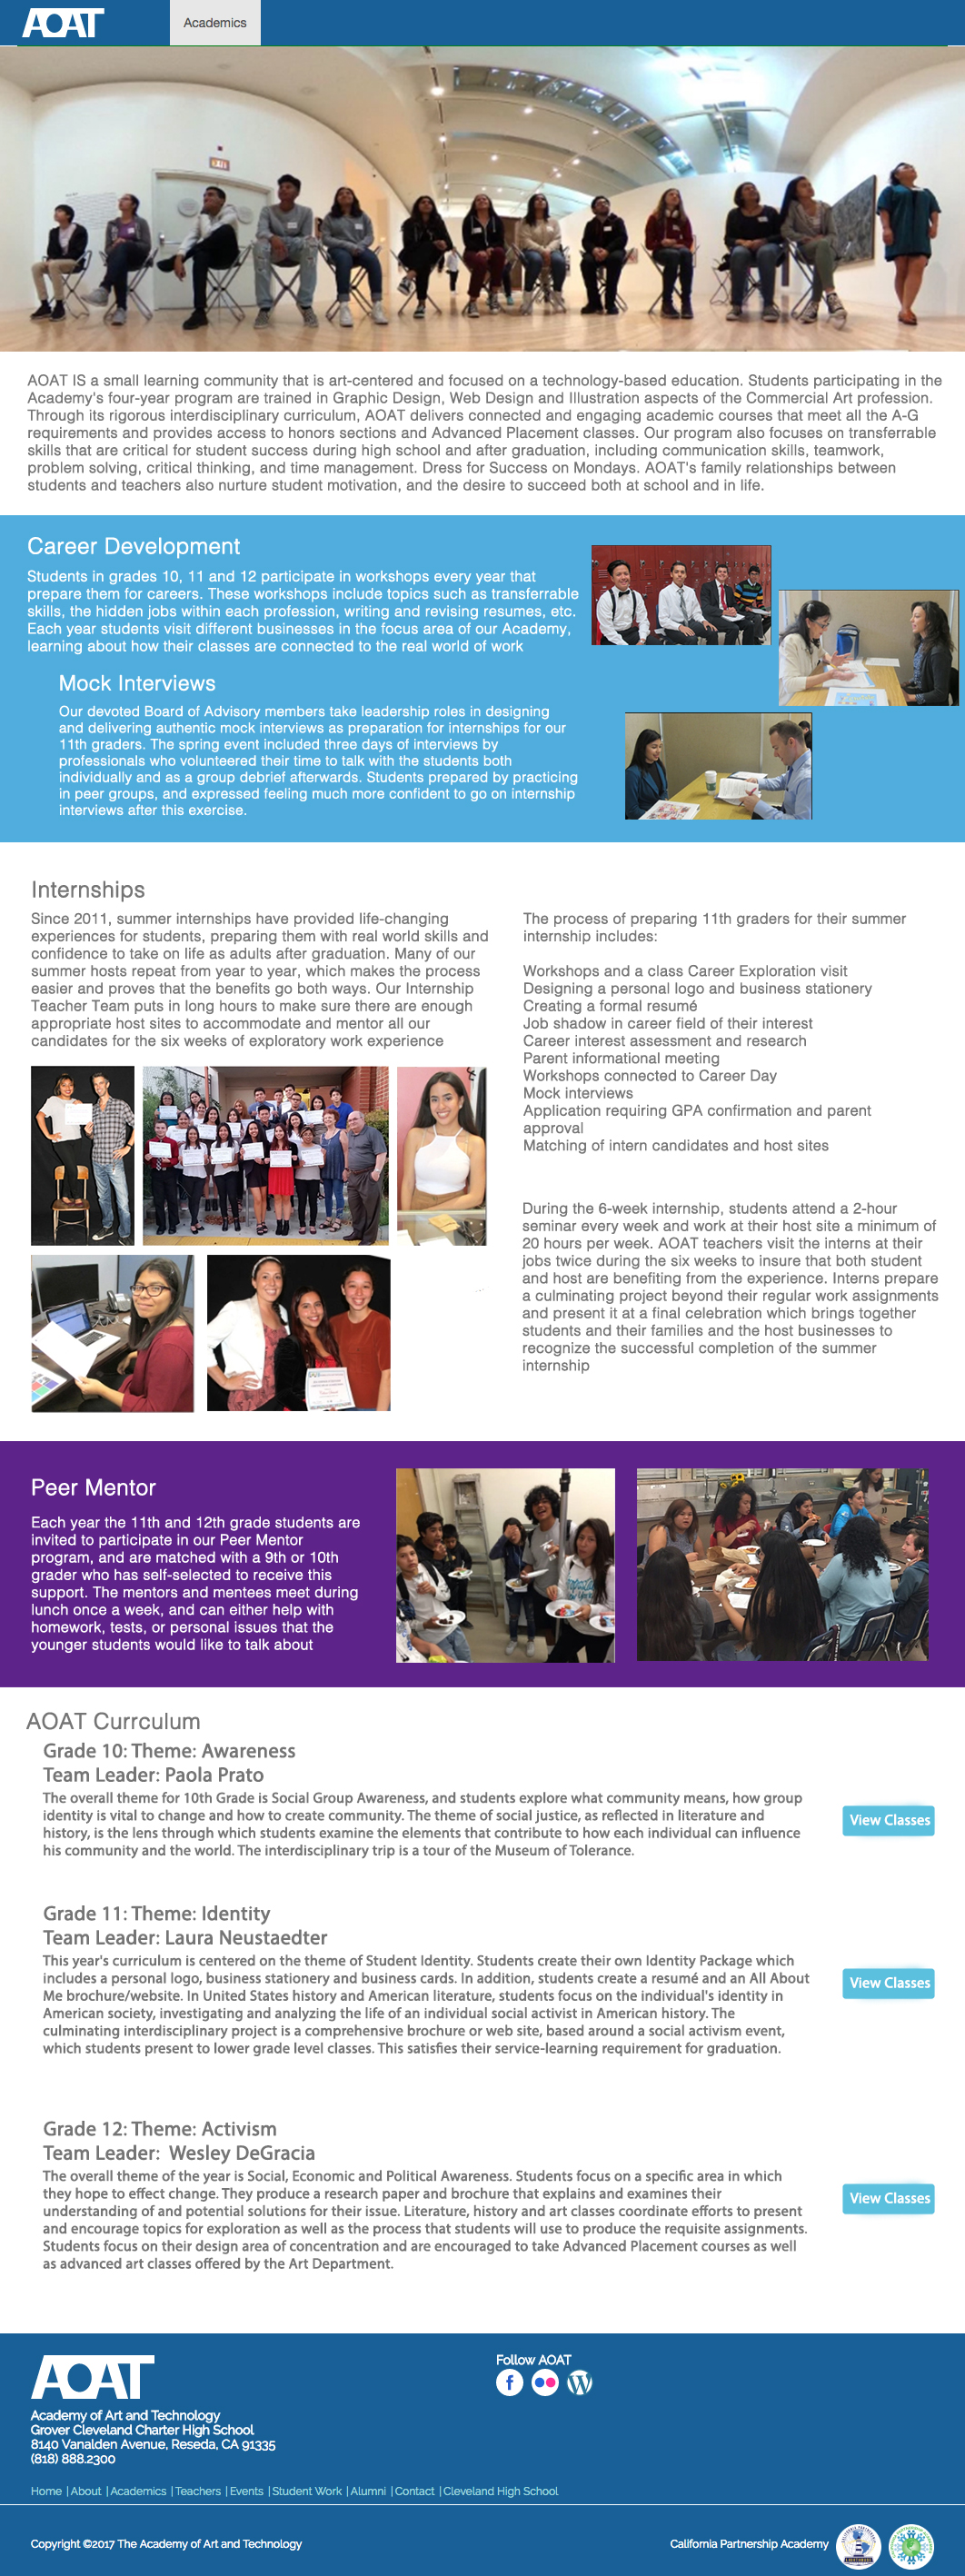 AOAT
Academics
AOAT IS a small learning community that is art-centered and focused on a technology-based education. Students participating in the
Academy's four-year program are trained in Graphic Design, Web Design and Illustration aspects of the Commercial Art profession.
Through its rigorous interdisciplinary curriculum, AOAT delivers connected and engaging academic courses that meet all the A-G
requirements and provides access to honors sections and Advanced Placement classes. Our program also focuses on transferrable
skills that are critical for student success during high school and after graduation, including communication skills, teamwork,
problem solving, critical thinking, and time management. Dress for Success on Mondays. AOAT's family relationships between
students and teachers also nurture student motivation, and the desire to succeed both at school and in life.
Career Development
Students in grades 10, 11 and 12 participate in workshops every year that
prepare them for careers. These workshops include topics such as transferrable
skills, the hidden jobs within each profession, writing and revising resumes, etc.
Each year students visit different businesses in the focus area of our Academy,
learning about how their classes are connected to the real world of work
Mock Interviews
Our devoted Board of Advisory members take leadership roles in designing
and delivering authentic mock interviews as preparation for internships for our
11th graders. The spring event included three days of interviews by
professionals who volunteered their time to talk with the students both
individually and as a group debrief afterwards. Students prepared by practicing
in peer groups, and expressed feeling much more confident to go on internship
interviews after this exercise.
Internships
Since 2011, summer internships have provided life-changing
experiences for students, preparing them with real world skills and
confidence to take on life as adults after graduation. Many of our
summer hosts repeat from year to year, which makes the process
easier and proves that the benefits go both ways. Our Internship
Teacher Team puts in long hours to make sure there are enough
appropriate host sites to accommodate and mentor all our
candidates for the six weeks of exploratory work experience
The process of preparing 11th graders for their summer
internship includes:
Workshops and a class Career Exploration visit
Designing a personal logo and business stationery
Creating a formal resumé
Job shadow in career field of their interest
Career interest assessment and research
Parent informational meeting
Workshops connected to Career Day
Mock interviews
Application requiring GPA confirmation and parent
approval
Matching of intern candidates and host sites
During the 6-week internship, students attend a 2-hour
seminar every week and work at their host site a minimum of
20 hours per week. AOAT teachers visit the interns at their
jobs twice during the six weeks to insure that both student
and host are benefiting from the experience. Interns prepare
a culminating project beyond their regular work assignments
and present it at a final celebration which brings together
students and their families and the host businesses to
recognize the successful completion of the summer
internship
Peer Mentor
Each year the 11th and 12th grade students are
invited to participate in our Peer Mentor
program, and are matched with a 9th or 10th
grader who has self-selected to receive this
support. The mentors and mentees meet during
lunch once a week, and can either help with
homework, tests, or personal issues that the
younger students would like to talk about
AOAT Currculum
Grade 10: Theme: Awareness
Team Leader: Paola Prato
The overall theme for 10th Grade is Social Group Awareness, and students explore what community means, how group
identity is vital to change and how to create community. The theme of social justice, as reflected in literature and
history, is the lens through which students examine the elements that contribute to how each individual can influence
his community and the world. The interdisciplinary trip is a tour of the Museum of Tolerance.
View Classes
Grade 11: Theme: Identity
Team Leader: Laura Neustaedter
This year's curriculum is centered on the theme of Student Identity. Students create their own Identity Package which
includes a personal logo, business stationery and business cards. In addition, students create a resumé and an All About
Me brochure/website. In United States history and American literature, students focus on the individual's identity in
American society, investigating and analyzing the life of an individual social activist in American history. The
culminating interdisciplinary project is a comprehensive brochure or web site, based around a social activism event,
which students present to lower grade level classes. This satisfies their service-learning requirement for graduation.
View Classes
Grade 12: Theme: Activism
Team Leader: Wesley DeGracia
The overall theme of the year is Social, Economic and Political Awareness. Students focus on a specific area in which
they hope to effect change. They produce a research paper and brochure that explains and examines their
understanding of and potential solutions for their issue. Literature, history and art classes coordinate efforts to present
and encourage topics for exploration as well as the process that students will use to produce the requisite assignments.
Students focus on their design area of concentration and are encouraged to take Advanced Placement courses as well
as advanced art classes offered by the Art Department.
View Classes
AOAT
Academy of Art and Technology
Grover Cleveland Charter High School
8140 Vanalden Avenue, Reseda, CA 91335
(818) 888.2300
Follow AOAT
Home | About | Academics | Teachers | Events | Student Work | Alumni | Contact | Cleveland High School
Copyright ©2017 The Academy of Art and Technology
California Partnership Academy